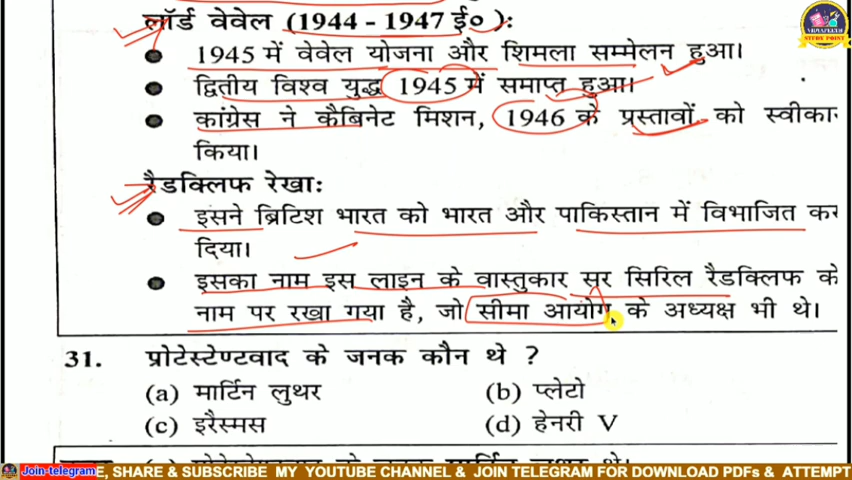 लॉर्ड वेवेल (1944 - 1947 ई० ):
1945 में वेवेल योजना और शिमला सम्मेलन हुआ।
द्वितीय विश्व युद्ध 1945 में समाप्त हुआ।
कांग्रेस ने कैबिनेट मिशन, 1946 के प्रस्तावों को स्वीकार
किया।
रैडक्लिफ रेखा:
इसने ब्रिटिश भारत को भारत और पाकिस्तान में विभाजित कर
दिया।
इसका नाम इस लाइन के वास्तुकार सर सिरिल रैडक्लिफ के
नाम पर रखा गया है, जो सीमा आयोग के अध्यक्ष भी थे।
31. प्रोटेस्टेण्टवाद के जनक कौन थे ?
(a) मार्टिन लुथर (b) प्लेटो
(c) इरैस्मस (d) हेनरी V
Join-telegram E, SHARE & SUBSCRIBE MY YOUTUBE CHANNEL & JOIN TELEGRAM FOR DOWNLOAD PDFs & ATTEMPT
STUDY POINT